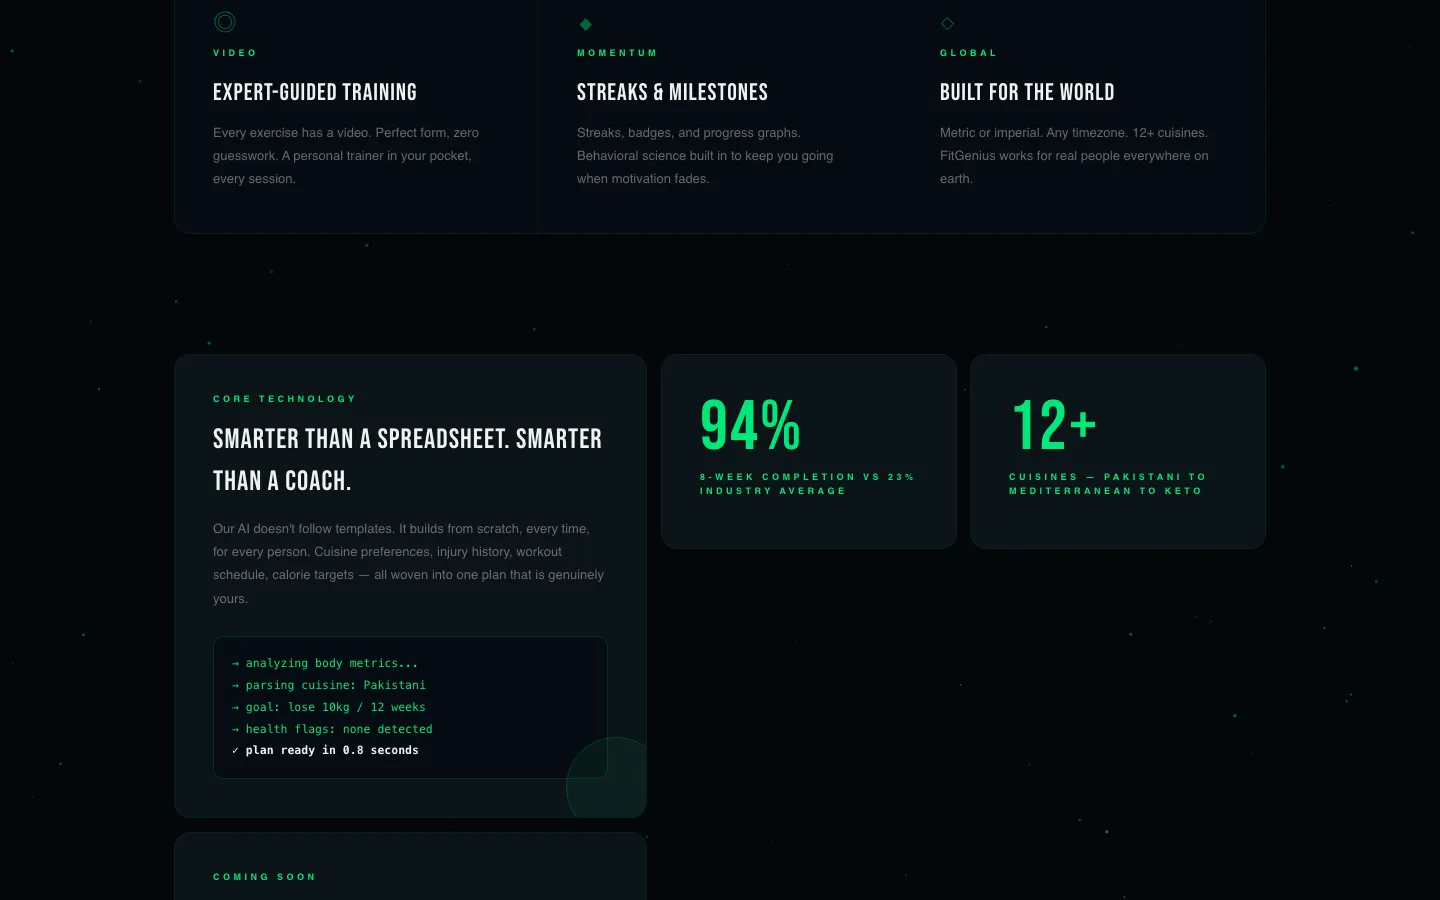 VIDEO
EXPERT-GUIDED TRAINING
Every exercise has a video. Perfect form, zero
guesswork. A personal trainer in your pocket,
every session.
MOMENTUM
STREAKS & MILESTONES
Streaks, badges, and progress graphs.
Behavioral science built in to keep you going
when motivation fades.
GLOBAL
BUILT FOR THE WORLD
Metric or imperial. Any timezone. 12+ cuisines.
FitGenius works for real people everywhere on
earth.
CORE TECHNOLOGY
SMARTER THAN A SPREADSHEET. SMARTER
THAN A COACH.
Our AI doesn't follow templates. It builds from scratch, every time,
for every person. Cuisine preferences, injury history, workout
schedule, calorie targets — all woven into one plan that is genuinely
yours.
→ analyzing body metrics...
→ parsing cuisine: Pakistani
→ goal: lose 10kg / 12 weeks
→ health flags: none detected
✓ plan ready in 0.8 seconds
94%
8-WEEK COMPLETION VS 23%
INDUSTRY AVERAGE
12+
CUISINES — PAKISTANI TO
MEDITERRANEAN TO KETO
COMING SOON